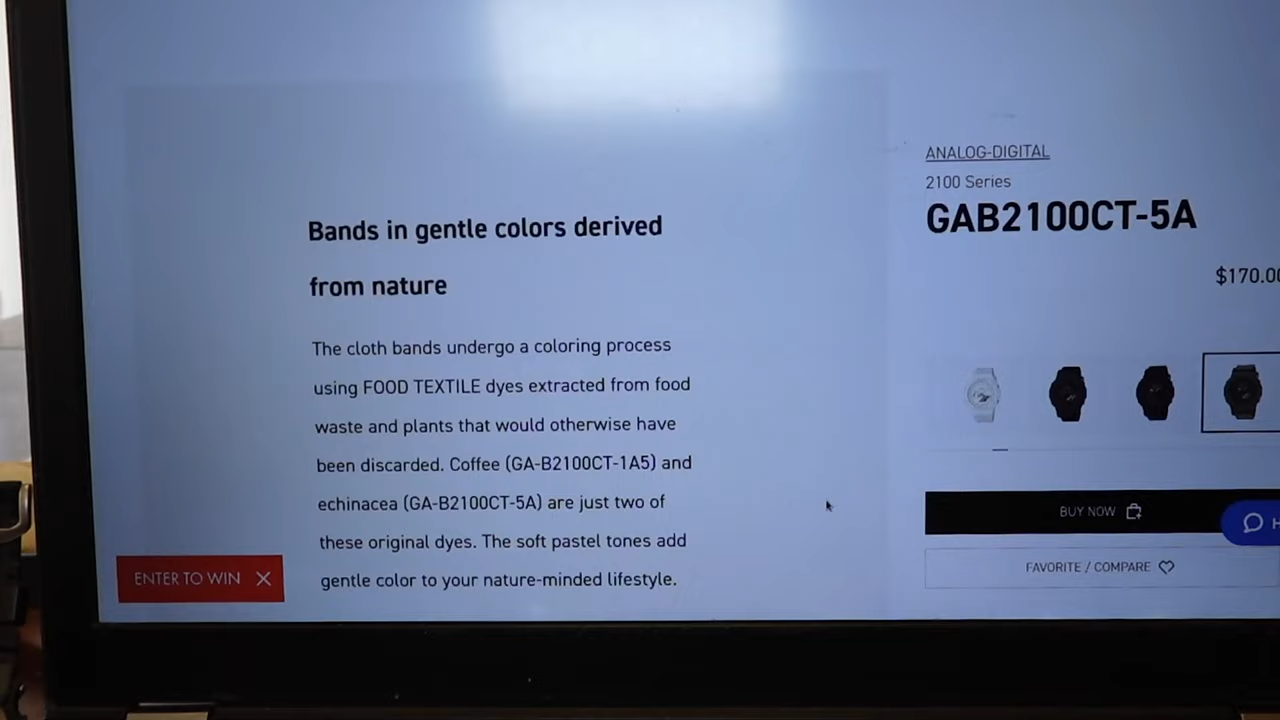 Bands in gentle colors derived
from nature
The cloth bands undergo a coloring process
using FOOD TEXTILE dyes extracted from food
waste and plants that would otherwise have
been discarded. Coffee (GA-B2100CT-1A5) and
echinacea (GA-B2100CT-5A) are just two of
these original dyes. The soft pastel tones add
gentle color to your nature-minded lifestyle.
ENTER TO WIN
ANALOG-DIGITAL
2100 Series
GAB2100CT-5A
$170.00
BUY NOW
FAVORITE / COMPARE